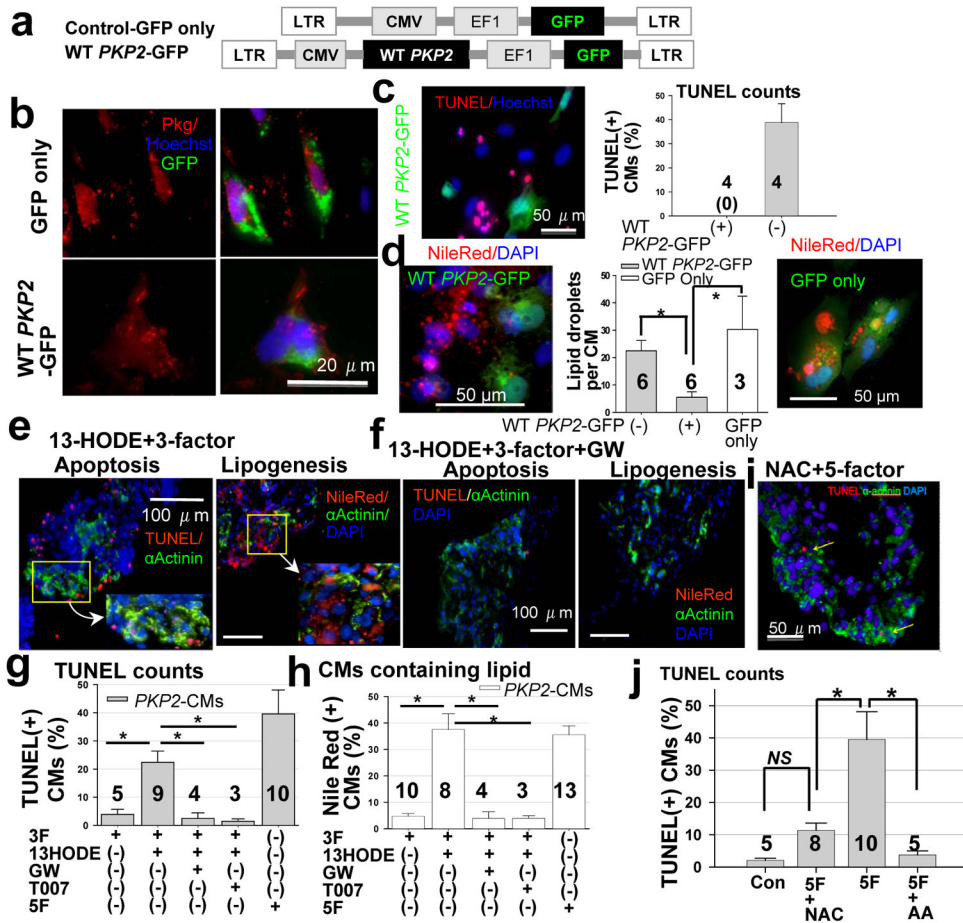 a
Control-GFP only
LTR CMV EF1 GFP LTR
WT PKP2-GFP
LTR CMV WT PKP2 EF1 GFP LTR
b
GFP only
Pkg/
Hoechst
GFP
WT PKP2
-GFP
20 μm
c
WT PKP2-GFP
TUNEL/Hoechst
50 μm
TUNEL counts
TUNEL(+)
CMs (%)
50
40
30
20
10
0
4
(0)
4
WT
PKP2-GFP
(+) (-)
d
NileRed/DAPI
WT PKP2-GFP
50 μm
WT PKP2-GFP
GFP Only
Lipid droplets
per CM
50
40
30
20
10
0
* *
6 6 3
WT PKP2-GFP (-) (+) GFP
only
NileRed/DAPI
GFP only
50 μm
e
13-HODE+3-factor
Apoptosis Lipogenesis
100 μm
TUNEL/
αActinin
NileRed/
αActinin/
DAPI
f
13-HODE+3-factor+GW
Apoptosis Lipogenesis
TUNEL/αActinin
DAPI
100 μm
NileRed
αActinin
DAPI
i
NAC+5-factor
TUNEL α-actinin DAPI
50 μm
g
TUNEL counts
PKP2-CMs
TUNEL(+)
CMs (%)
50
40
30
20
10
0
* * *
5 9 4 3 10
3F + + + + (-)
13HODE (-) + + + (-)
GW (-) (-) + (-) (-)
T007 (-) (-) (-) + (-)
5F (-) (-) (-) (-) +
h
CMs containing lipid
PKP2-CMs
Nile Red (+)
CMs (%)
50
40
30
20
10
0
* * *
10 8 4 3 13
3F + + + + (-)
13HODE (-) + + + (-)
GW (-) (-) + (-) (-)
T007 (-) (-) (-) + (-)
5F (-) (-) (-) (-) +
j
TUNEL counts
TUNEL(+) CMs (%)
50
40
30
20
10
0
NS * *
5 8 10 5
Con 5F
+
NAC
5F
5F
+
AA